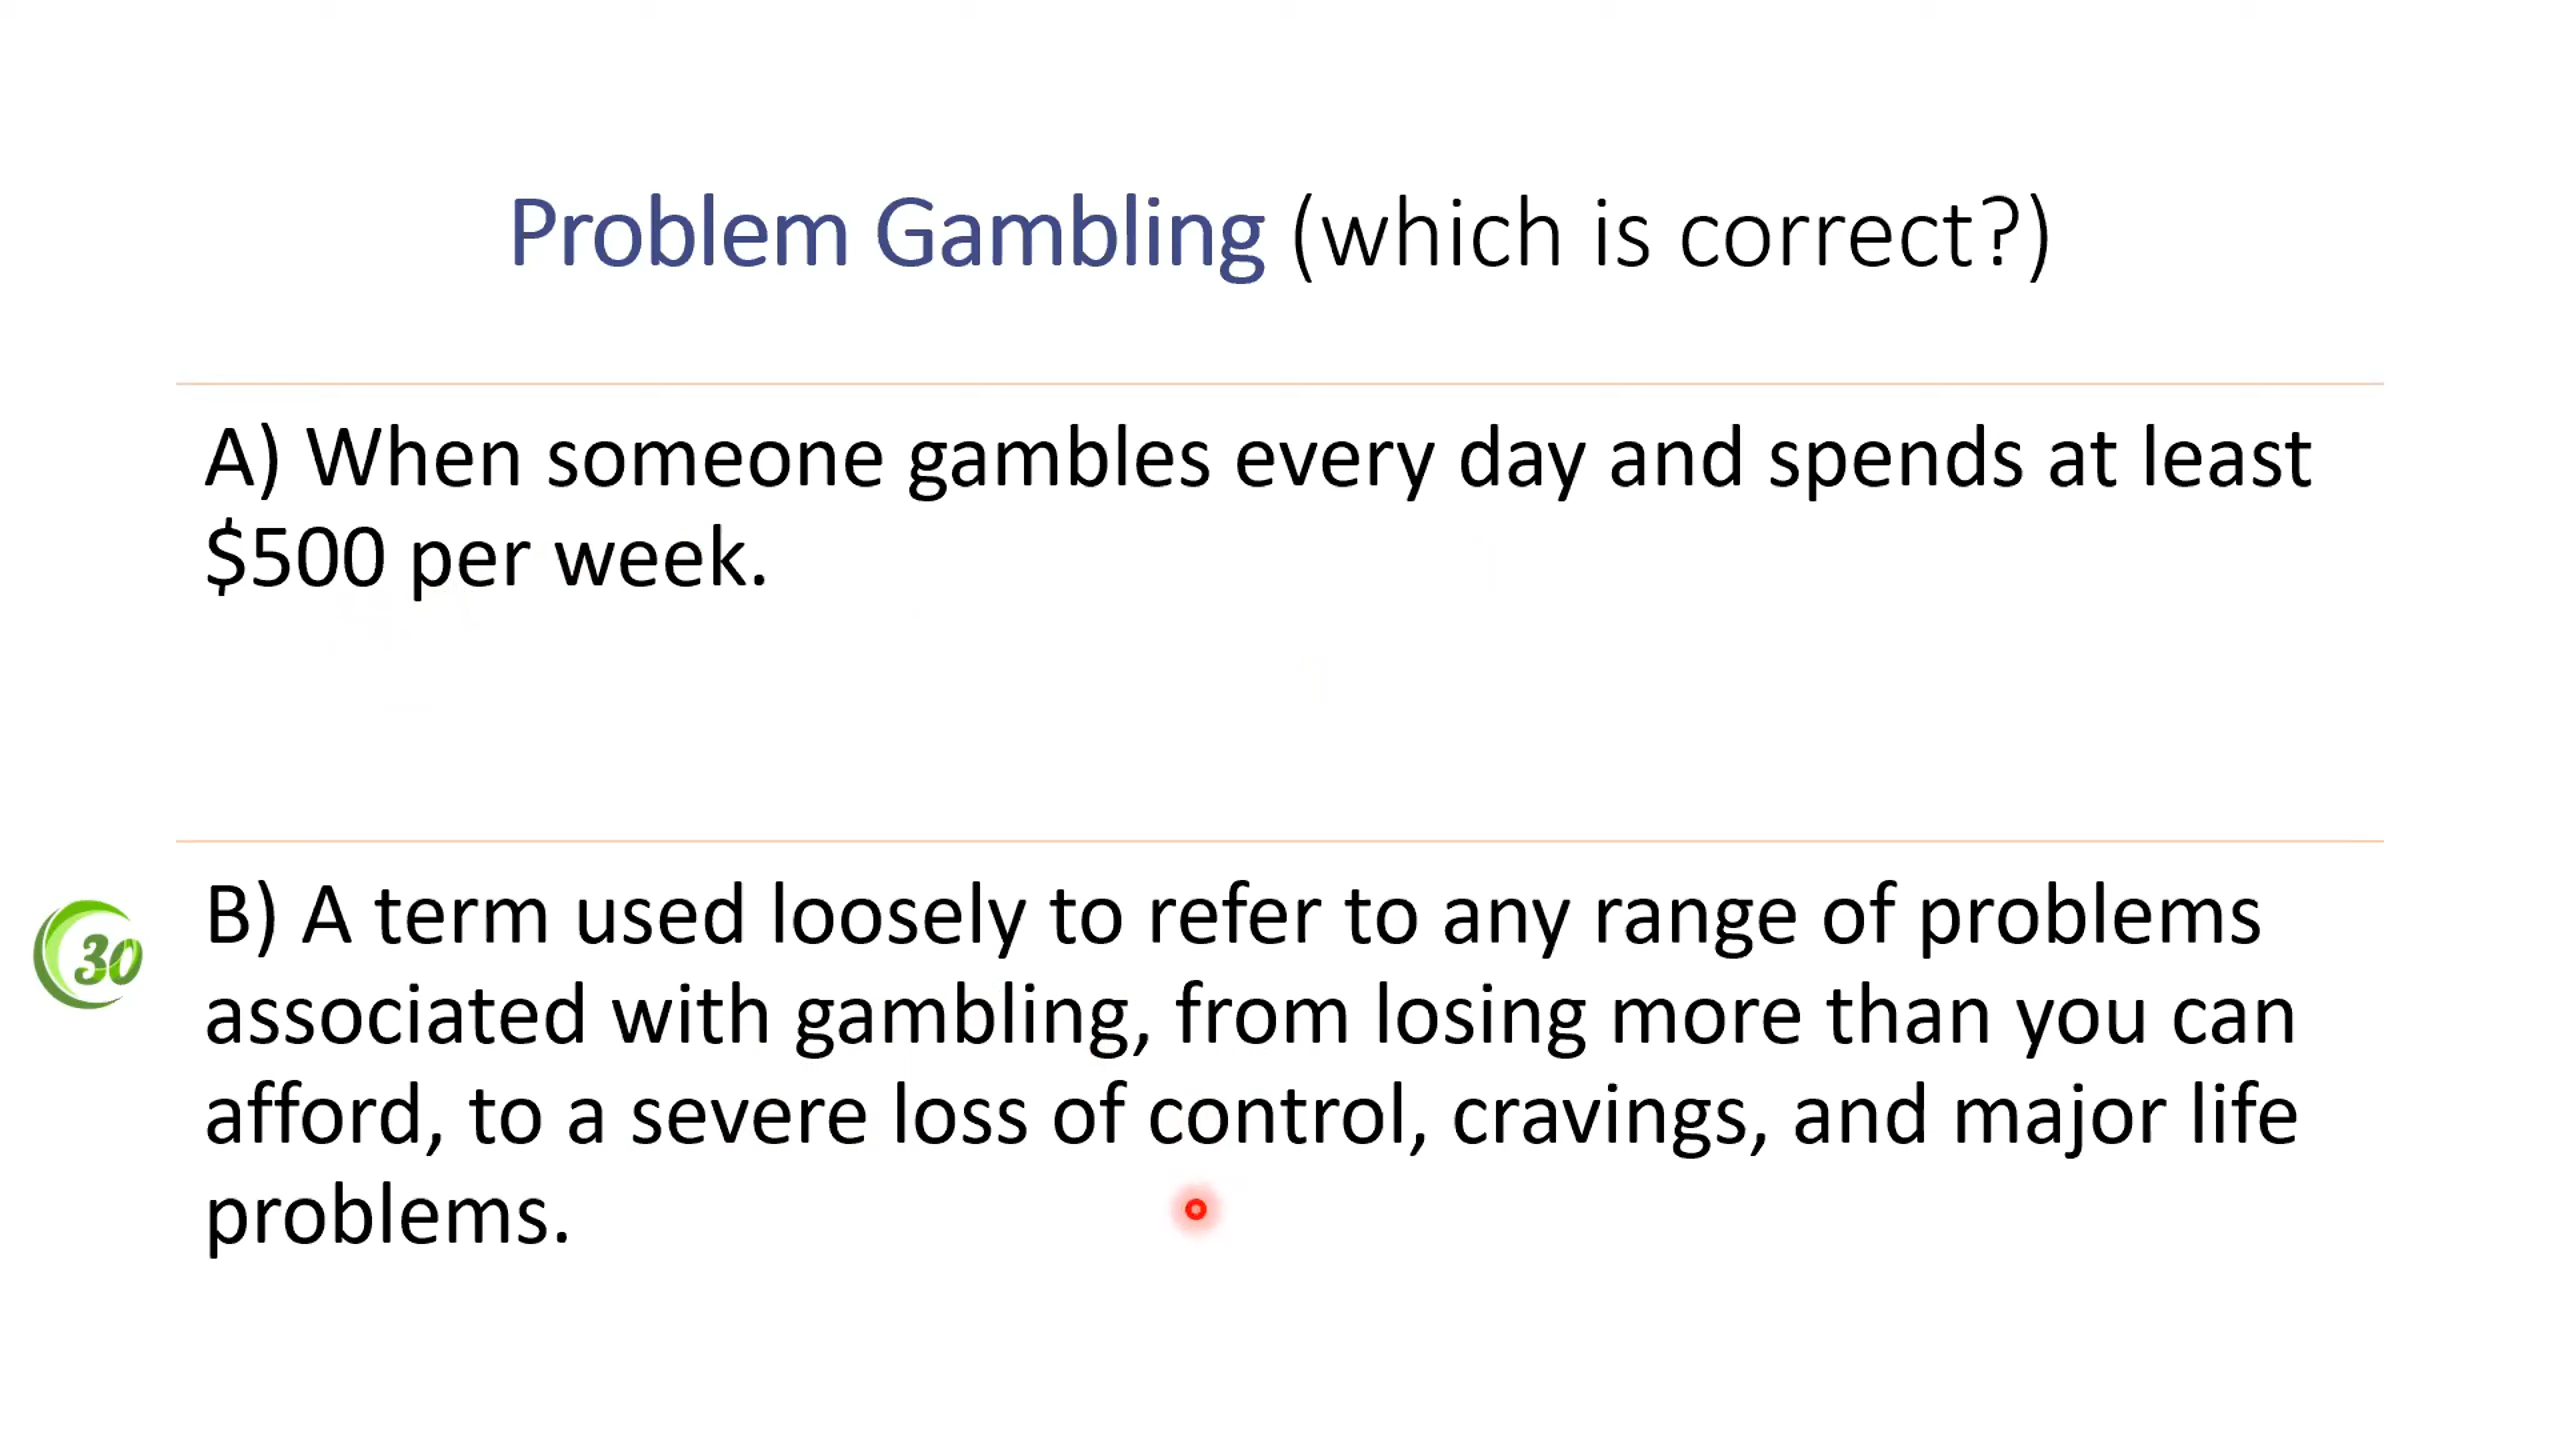 Problem Gambling (which is correct?)
A) When someone gambles every day and spends at least
$500 per week.
B) A term used loosely to refer to any range of problems
30
associated with gambling, from losing more than you can
afford, to a severe loss of control, cravings, and major life
problems.